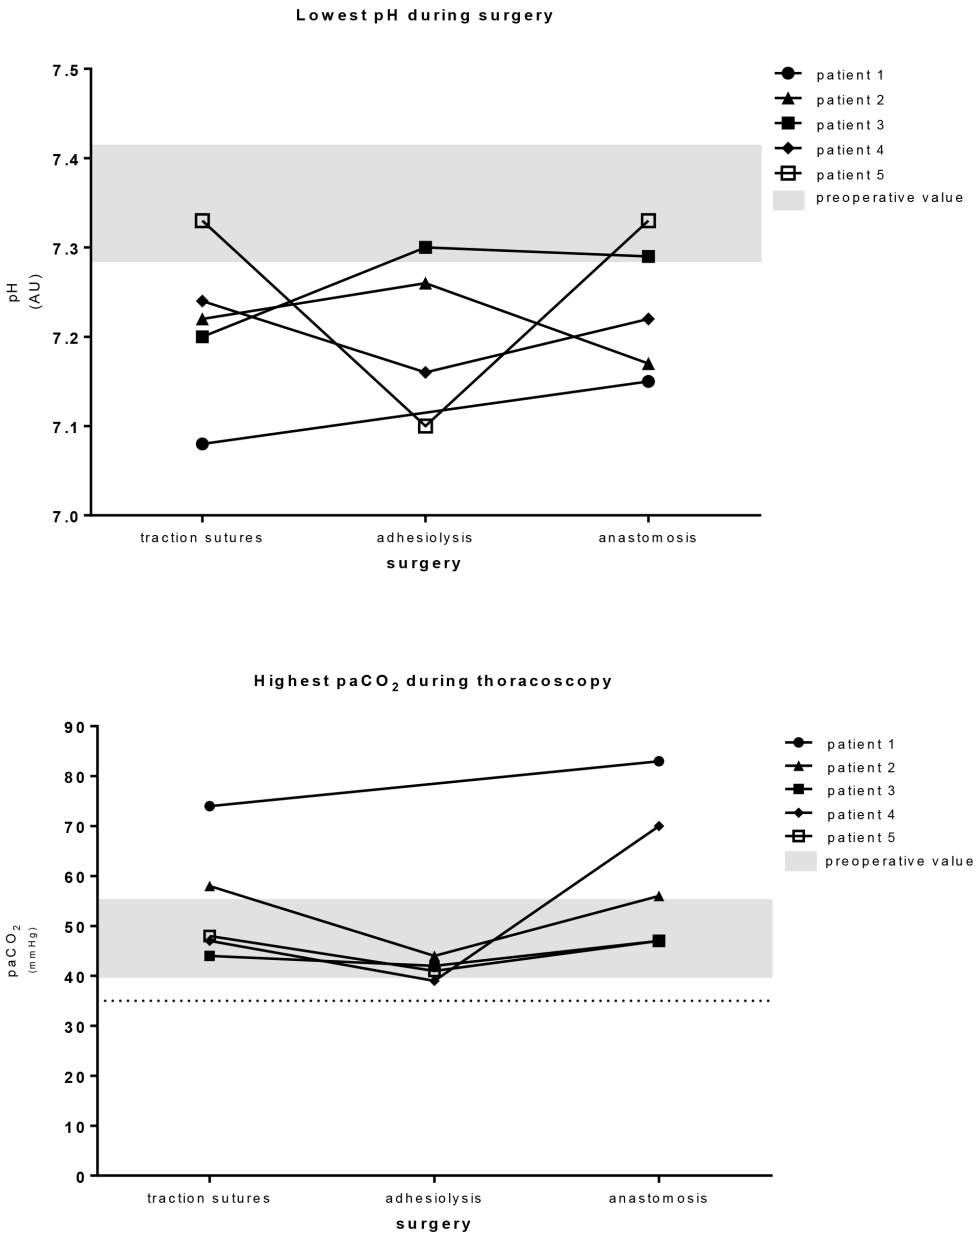 Lowest pH during surgery
7.5
7.4
7.3
7.2
7.1
7.0
pH
(AU)
traction sutures adhesiolysis anastomosis
surgery
patient 1
patient 2
patient 3
patient 4
patient 5
preoperative value
Highest paCO2 during thoracoscopy
90
80
70
60
50
40
30
20
10
0
paCO2
(mmHg)
traction sutures adhesiolysis anastomosis
surgery
patient 1
patient 2
patient 3
patient 4
patient 5
preoperative value